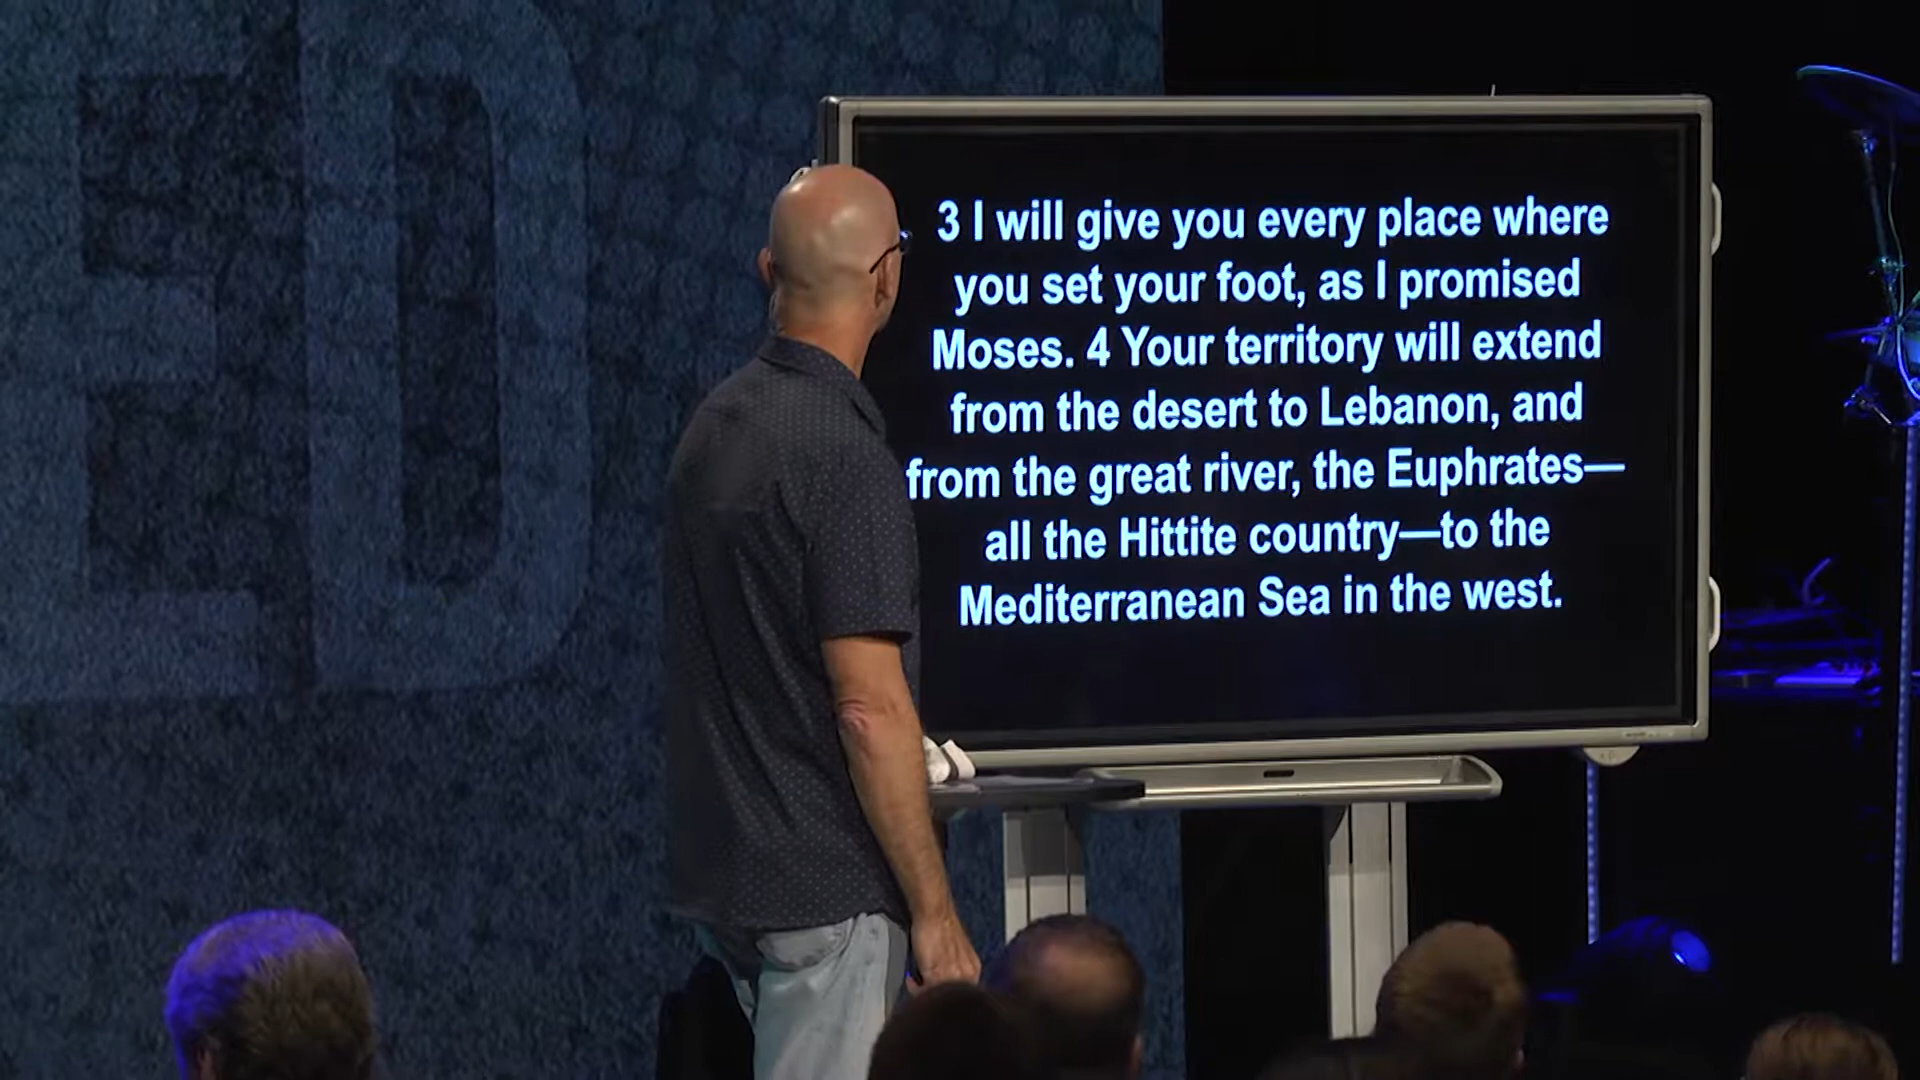 ED
3 I will give you every place where
you set your foot, as I promised
Moses. 4 Your territory will extend
from the desert to Lebanon, and
from the great river, the Euphrates—
all the Hittite country—to the
Mediterranean Sea in the west.